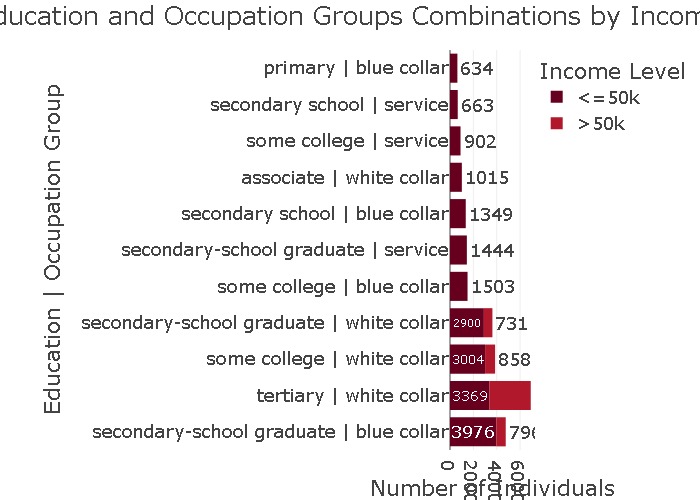 ducation and Occupation Groups Combinations by Incom
Income Level
<=50k
>50k
Education | Occupation Group
primary | blue collar 634
secondary school | service 663
some college | service 902
associate | white collar 1015
secondary school | blue collar 1349
secondary-school graduate | service 1444
some college | blue collar 1503
secondary-school graduate | white collar 2900 731
some college | white collar 3004 858
tertiary | white collar 3369
secondary-school graduate | blue collar 3976 796
0
Number of Individuals